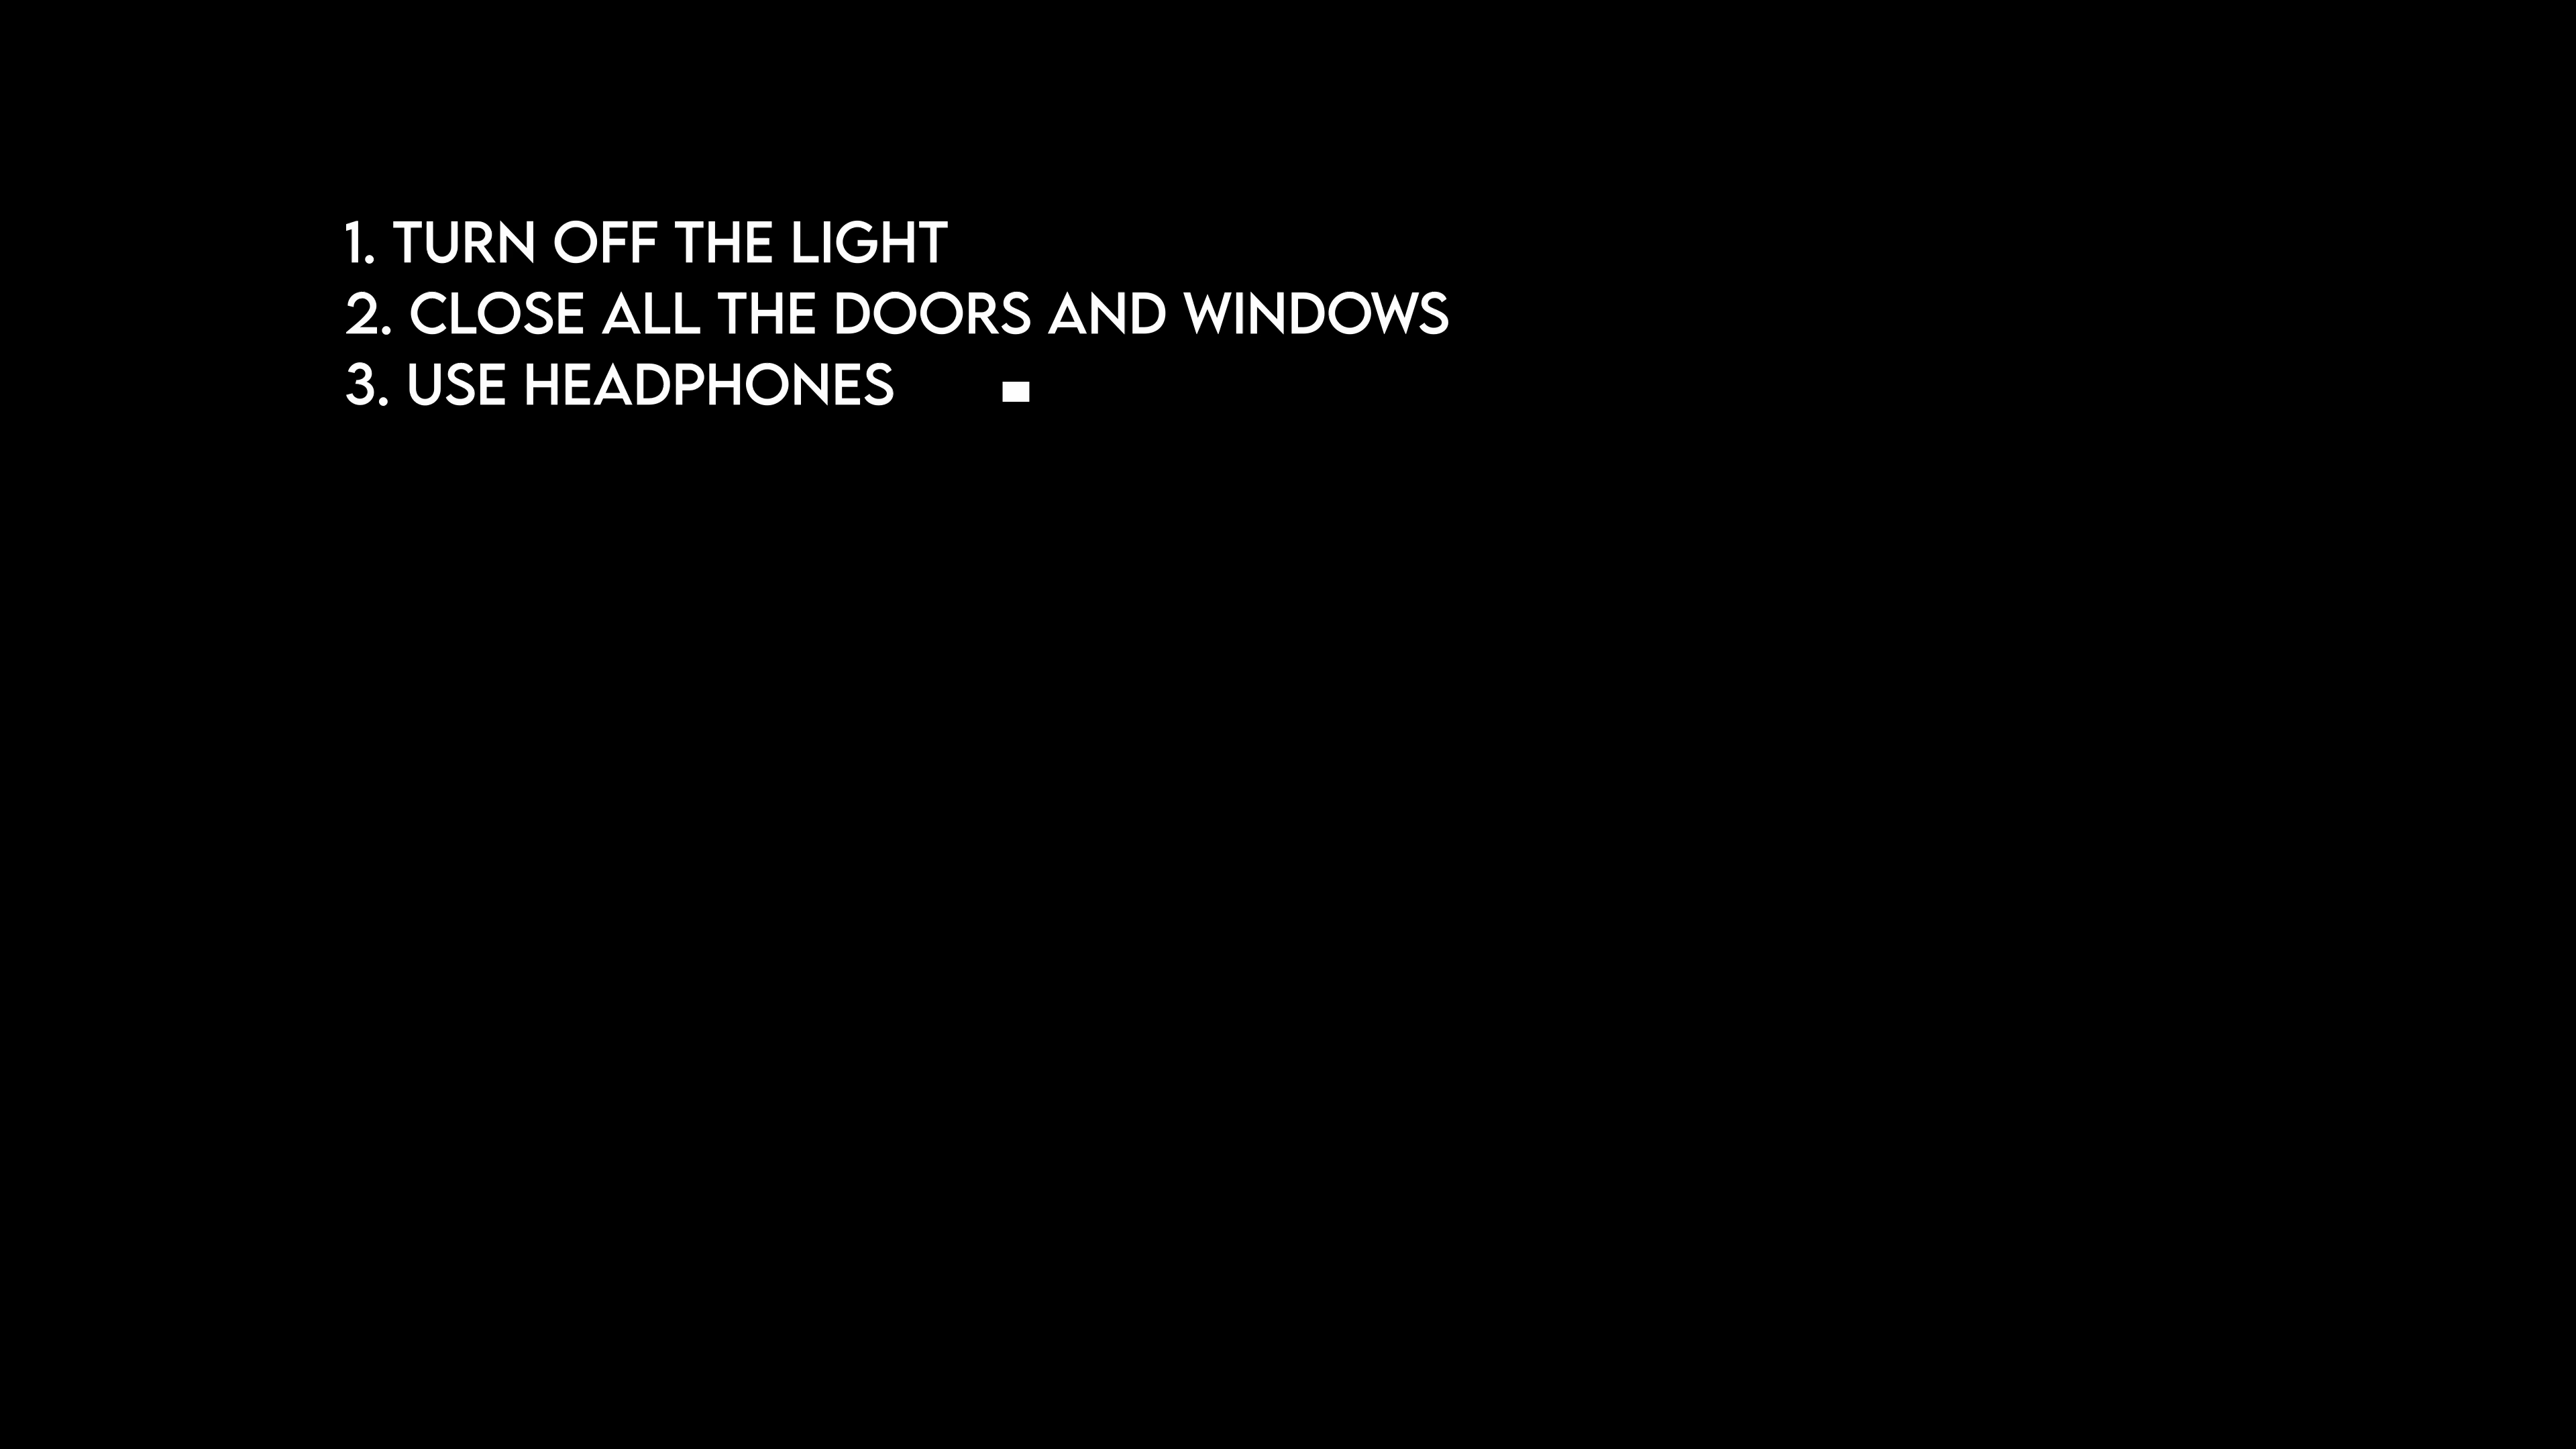 1. TURN OFF THE LIGHT
2. CLOSE ALL THE DOORS AND WINDOWS
3. USE HEADPHONES